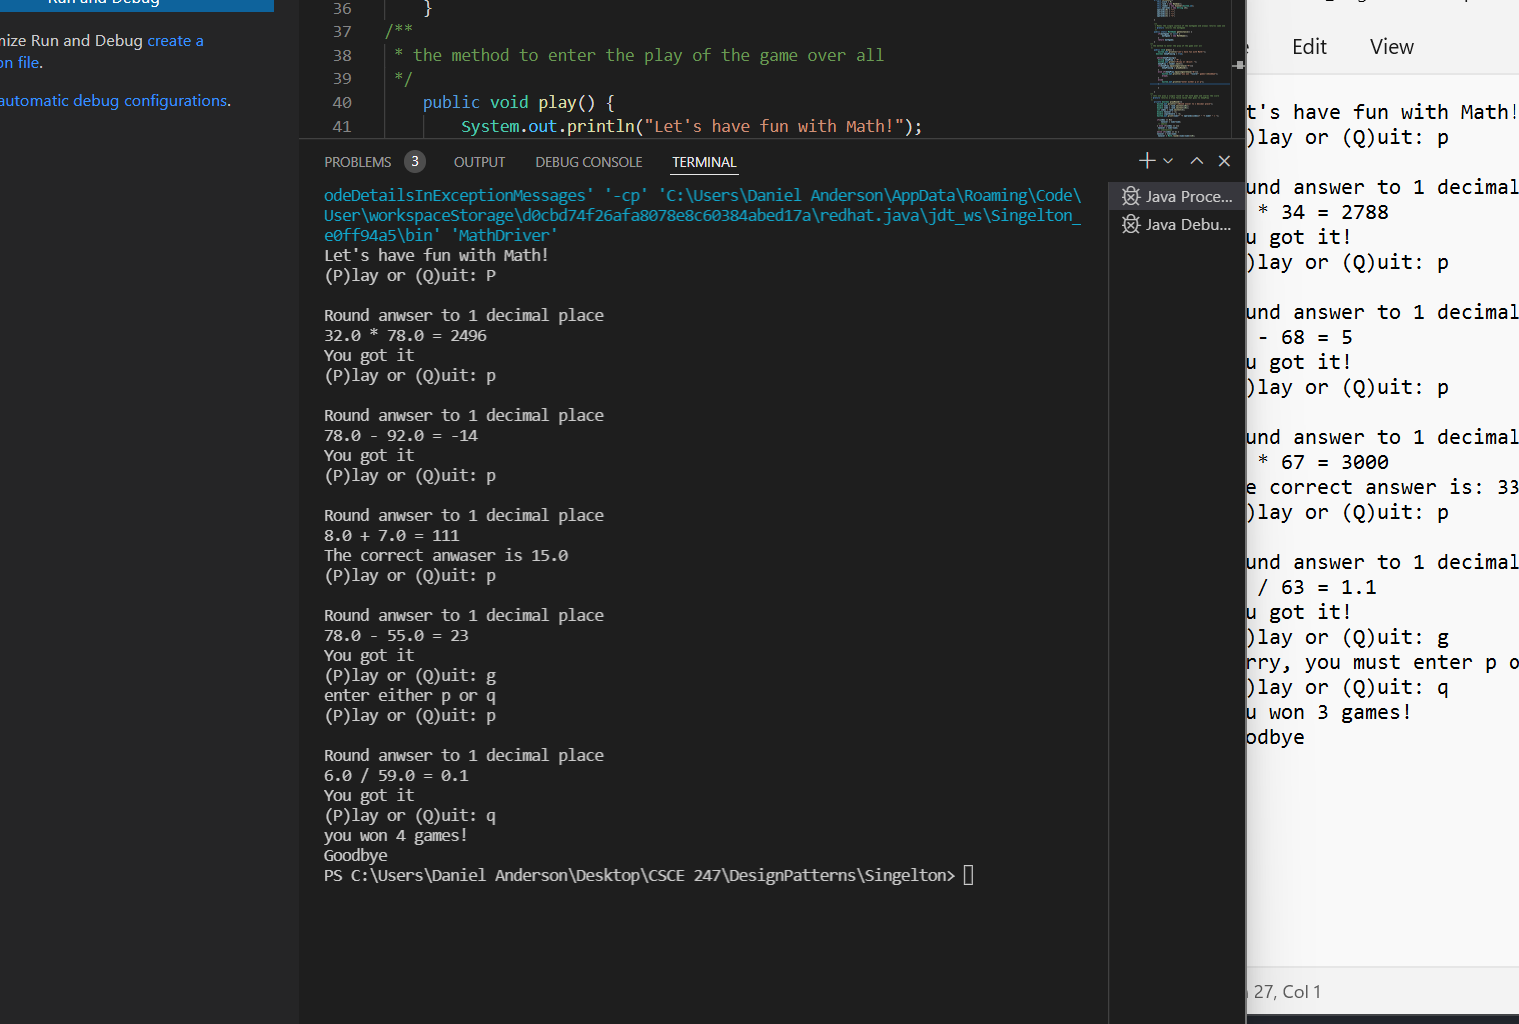 Run and Debug
mize Run and Debug create a
on file.
automatic debug configurations.
36 }
37 /**
38 * the method to enter the play of the game over all
39 */
40 public void play() {
41 System.out.println("Let's have fun with Math!");
PROBLEMS 3 OUTPUT DEBUG CONSOLE TERMINAL
odeDetailsInExceptionMessages' '-cp' 'C:\Users\Daniel Anderson\AppData\Roaming\Code\
User\workspaceStorage\d0cbd74f26afa8078e8c60384abed17a\redhat.java\jdt_ws\Singelton_
e0ff94a5\bin' 'MathDriver'
Let's have fun with Math!
(P)lay or (Q)uit: P
Round anwser to 1 decimal place
32.0 * 78.0 = 2496
You got it
(P)lay or (Q)uit: p
Round anwser to 1 decimal place
78.0 - 92.0 = -14
You got it
(P)lay or (Q)uit: p
Round anwser to 1 decimal place
8.0 + 7.0 = 111
The correct anwaser is 15.0
(P)lay or (Q)uit: p
Round anwser to 1 decimal place
78.0 - 55.0 = 23
You got it
(P)lay or (Q)uit: g
enter either p or q
(P)lay or (Q)uit: p
Round anwser to 1 decimal place
6.0 / 59.0 = 0.1
You got it
(P)lay or (Q)uit: q
you won 4 games!
Goodbye
PS C:\Users\Daniel Anderson\Desktop\CSCE 247\DesignPatterns\Singelton>
Java Proce...
Java Debu...
Edit View
t's have fun with Math!
)lay or (Q)uit: p
und answer to 1 decimal
* 34 = 2788
u got it!
)lay or (Q)uit: p
und answer to 1 decimal
- 68 = 5
u got it!
)lay or (Q)uit: p
und answer to 1 decimal
* 67 = 3000
e correct answer is: 33
)lay or (Q)uit: p
und answer to 1 decimal
/ 63 = 1.1
u got it!
)lay or (Q)uit: g
rry, you must enter p o
)lay or (Q)uit: q
u won 3 games!
odbye
27, Col 1